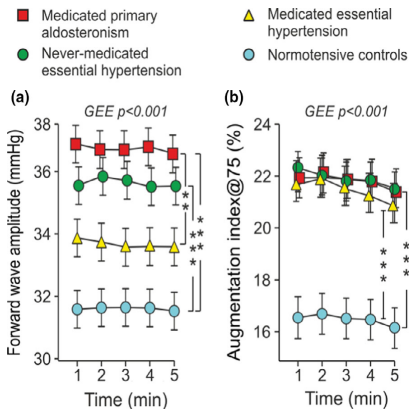 Medicated primary
aldosteronism
Never-medicated
essential hypertension
Medicated essential
hypertension
Normotensive controls
(a)
GEE p<0.001
Forward wave amplitude (mmHg)
38
36
34
32
30
***
***
***
1 2 3 4 5
Time (min)
(b)
GEE p<0.001
Augmentation index@75 (%)
24
22
20
18
16
***
***
1 2 3 4 5
Time (min)